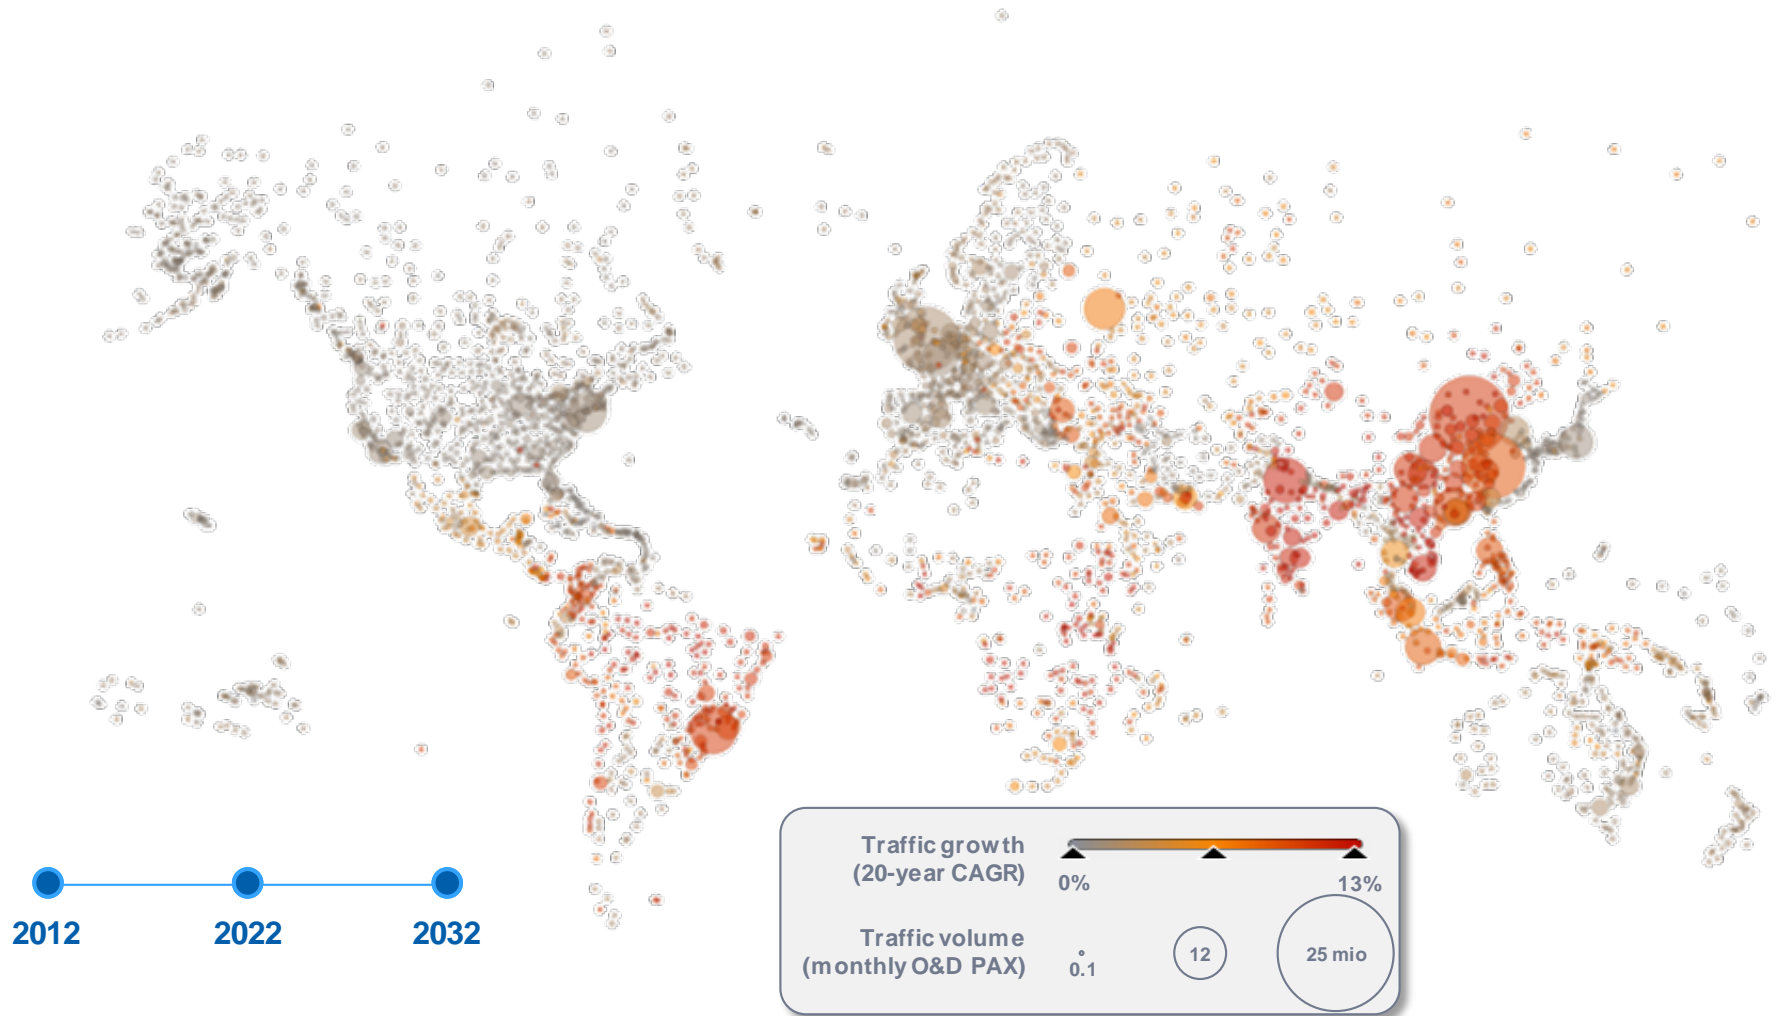 2012
2022
2032
Traffic growth
(20-year CAGR)
0%
13%
Traffic volume
(monthly O&D PAX)
0.1
12
25 mio